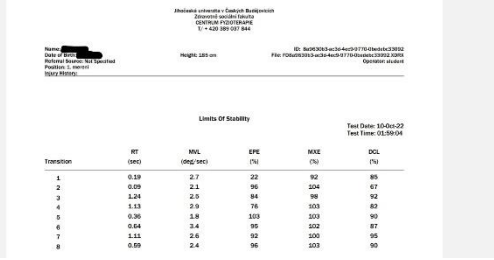 Jihočeská univerzita v Českých Budějovicích
Zdravotně sociální fakulta
CENTRUM FYZIOTERAPIE
T/ + 420 389 037 844
Name:
Date of Birth:
Height: 185 cm
Referral Source: Not Specified
Operator: student
Position: 1. mereni
Injury History:
Limits Of Stability
Test Date: 10-Oct-22
Test Time: 01:59:04
RT MVL EPE MXE DCL
Transition (sec) (deg/sec) (%) (%) (%)
1 0.19 2.7 22 92 85
2 0.09 2.1 96 104 67
3 1.24 2.5 84 98 92
4 1.13 2.9 76 103 82
5 0.36 1.8 103 103 90
6 0.64 3.4 95 102 87
7 1.11 2.6 92 100 95
8 0.59 2.4 96 103 90